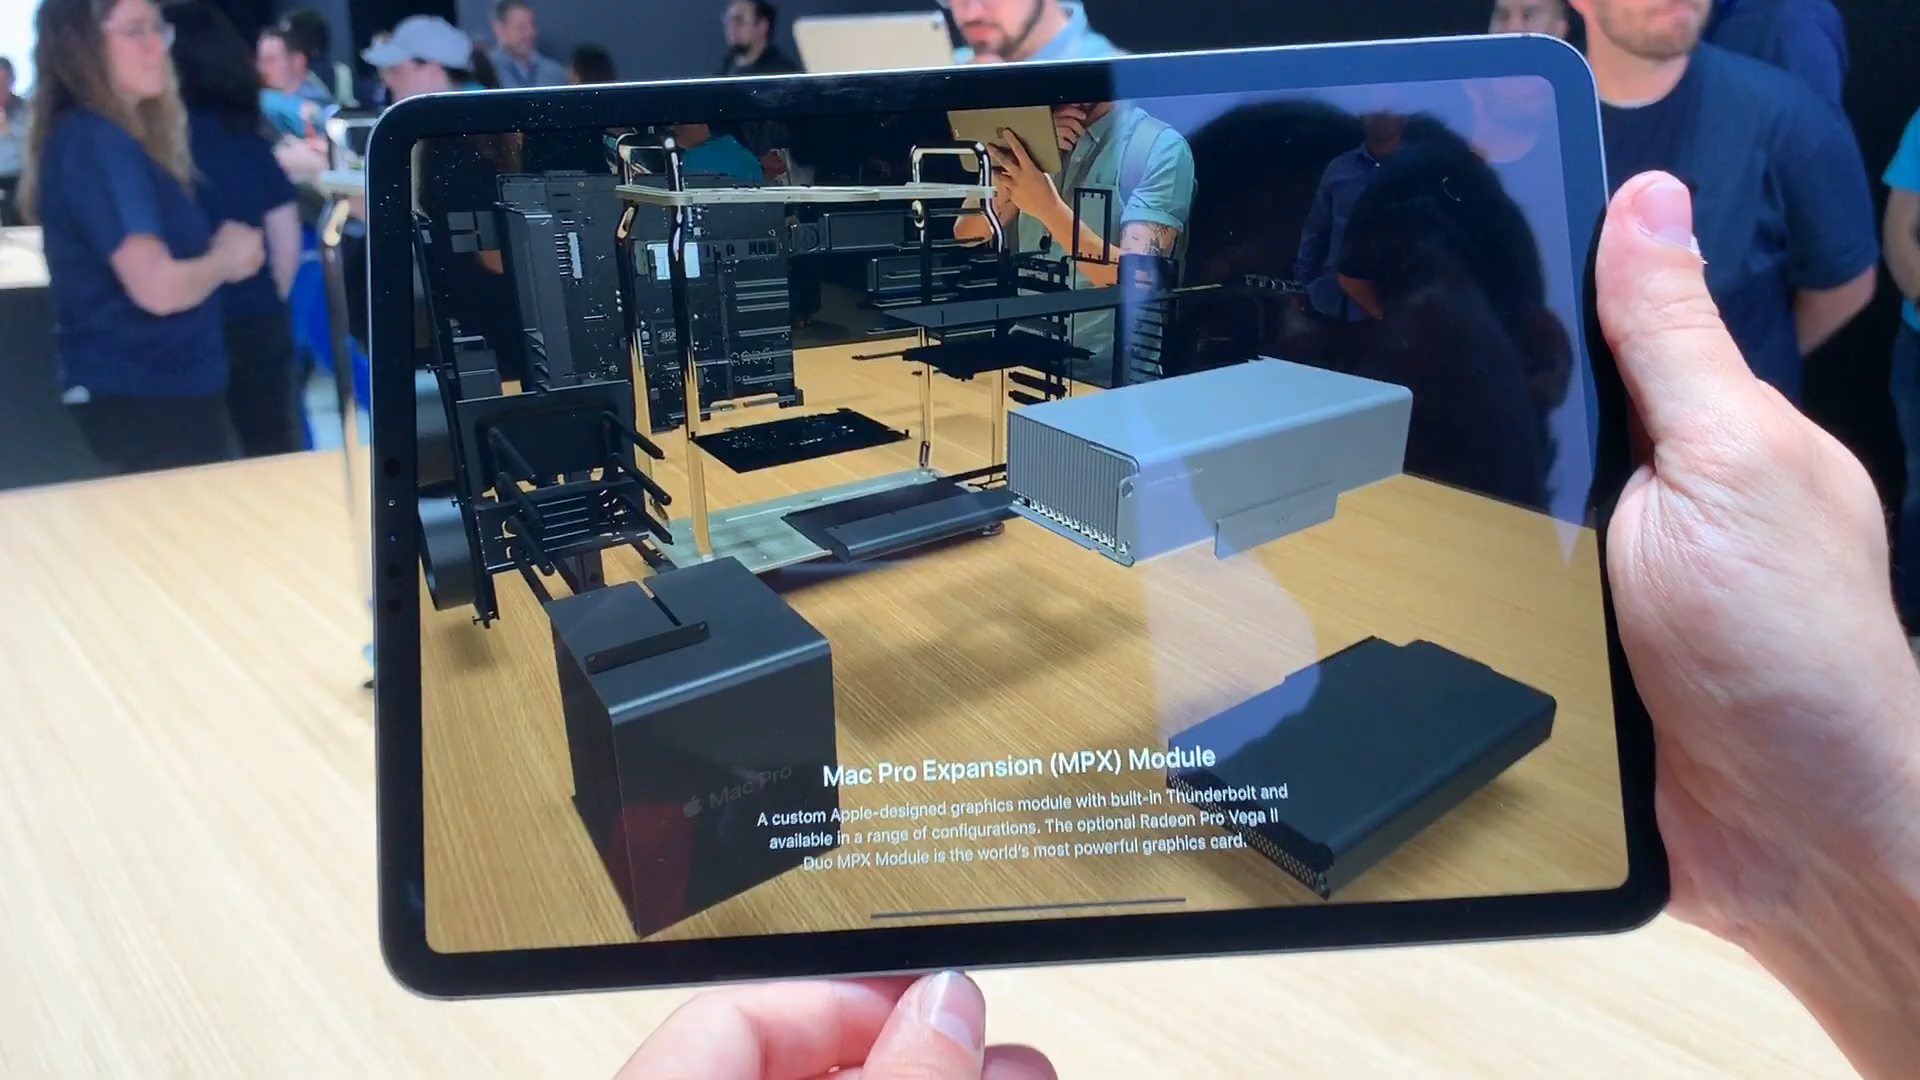 Mac Pro
Mac Pro Expansion (MPX) Module
A custom Apple-designed graphics module with built-in Thunderbolt and
available in a range of configurations. The optional Radeon Pro Vega II
Duo MPX Module is the world's most powerful graphics card.